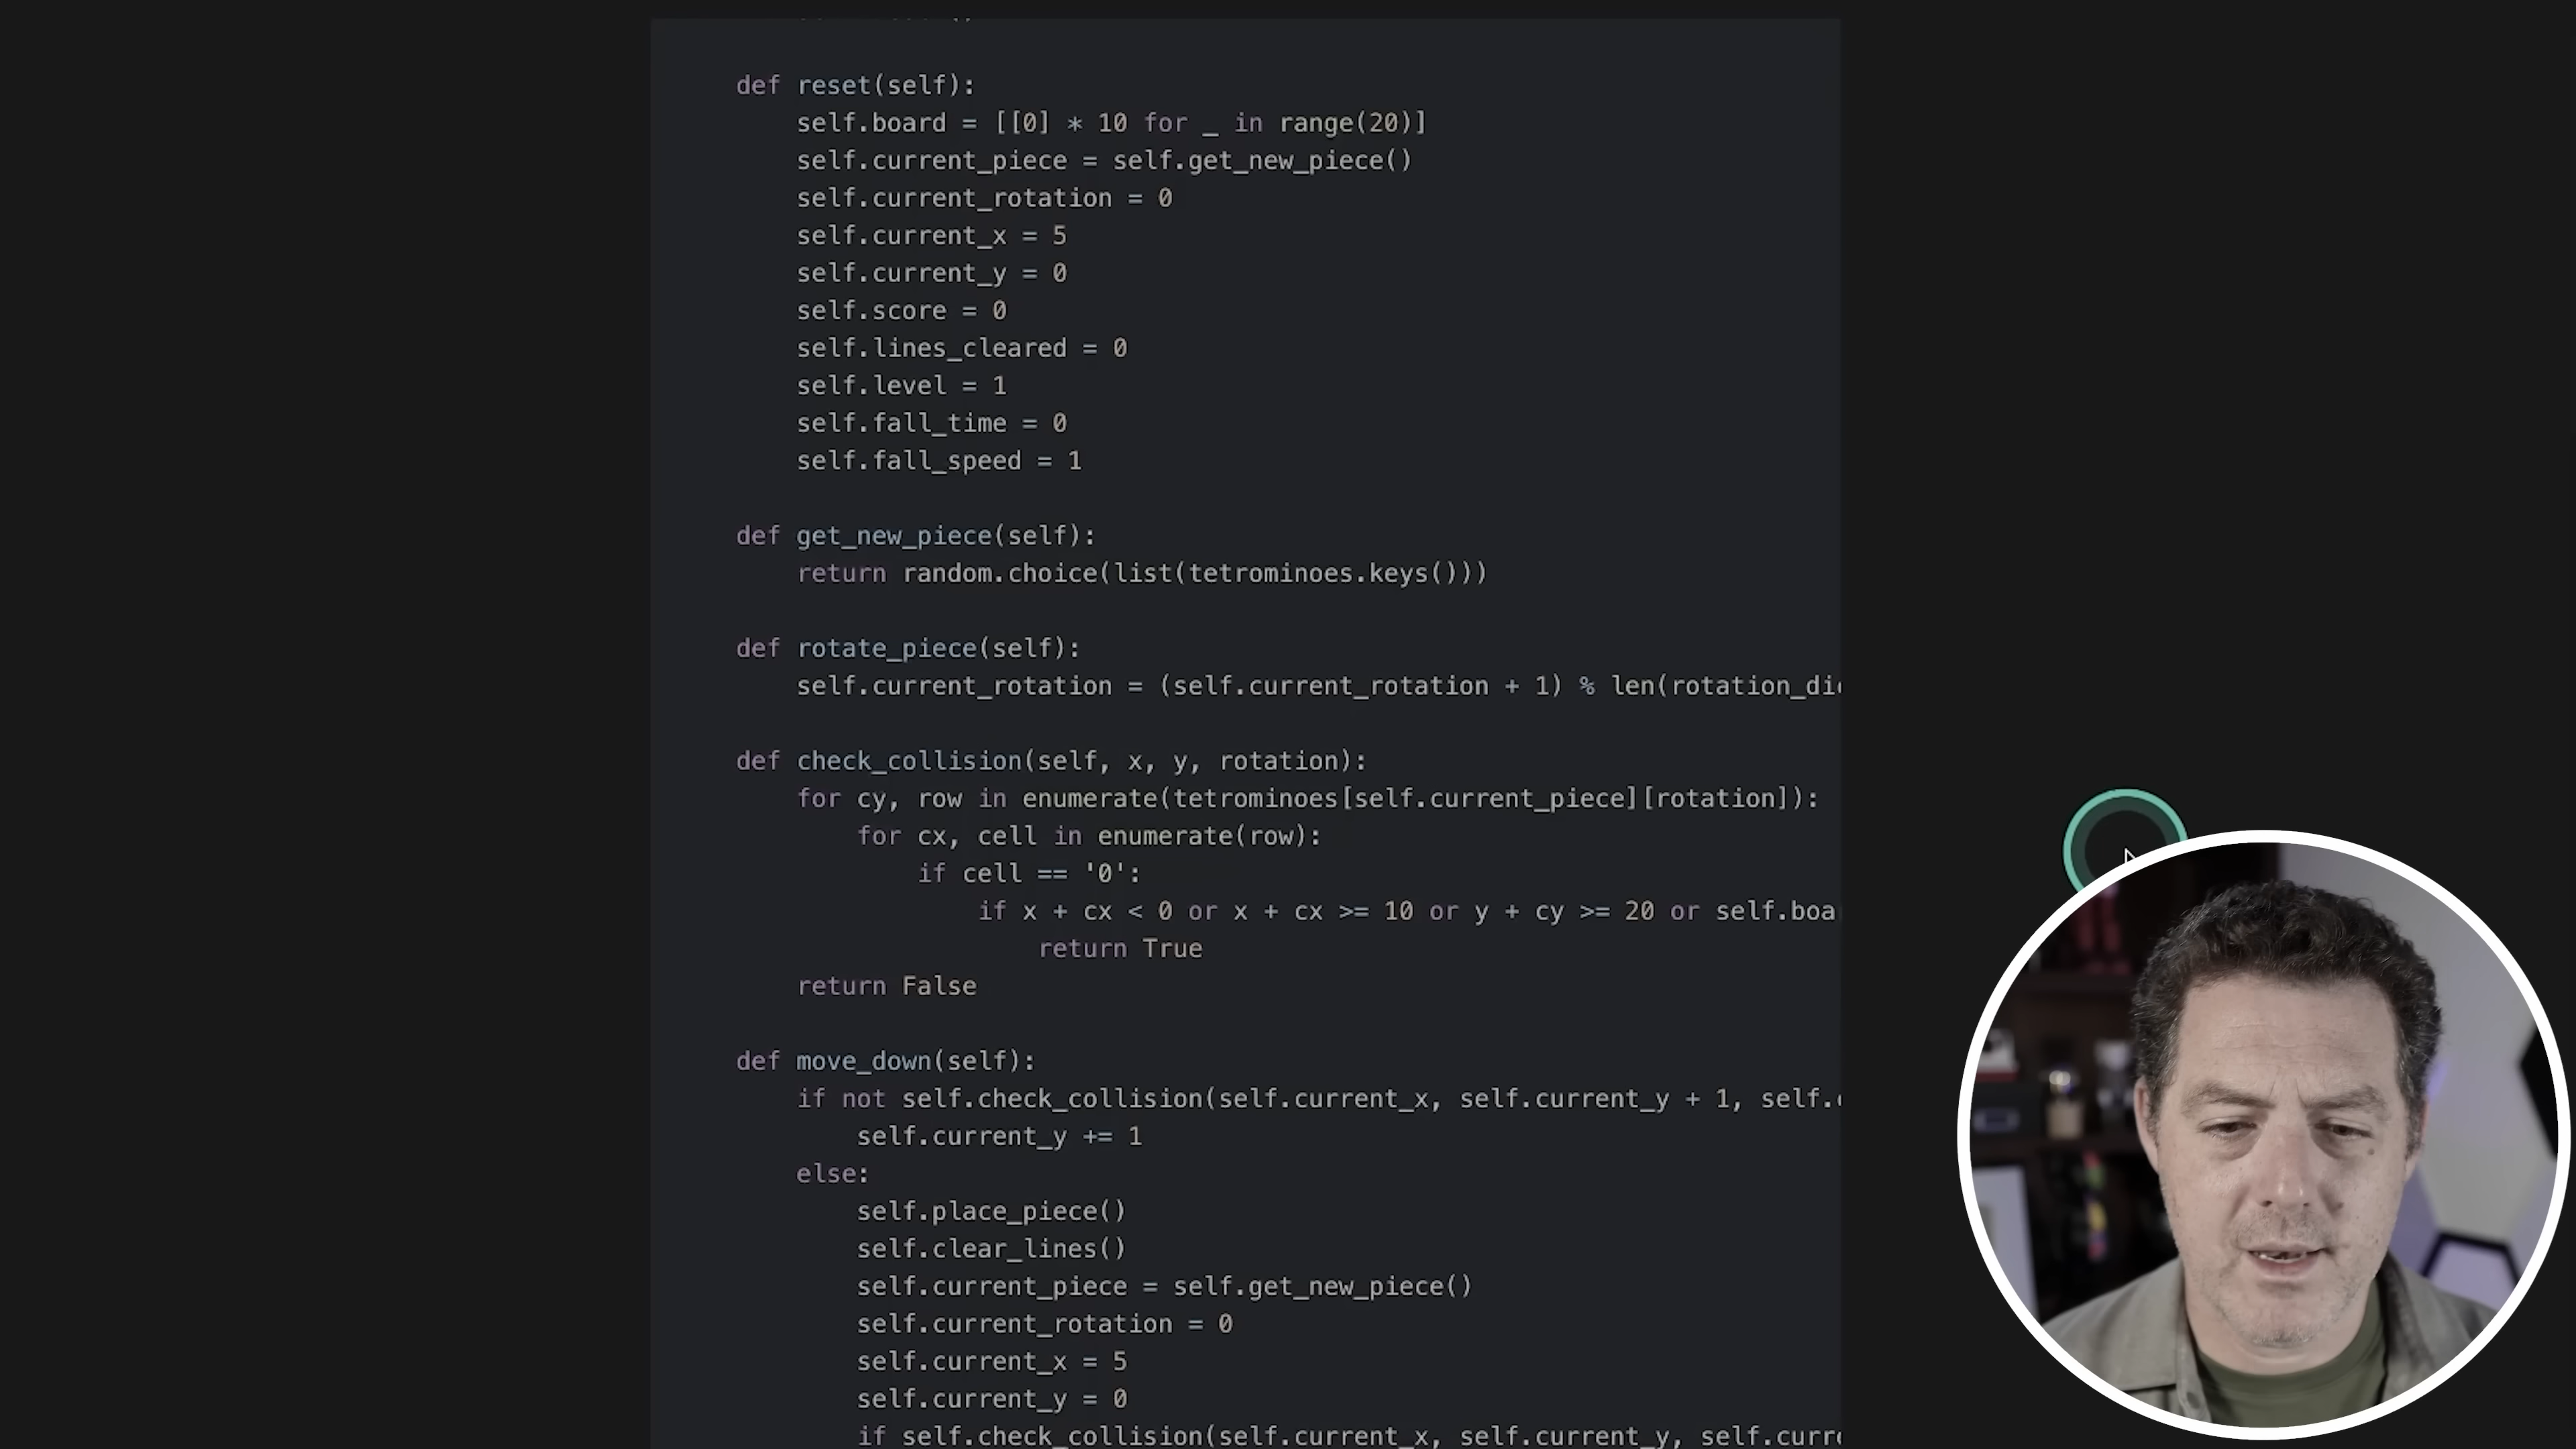 def reset(self):
self.board = [[0] * 10 for _ in range(20)]
self.current_piece = self.get_new_piece()
self.current_rotation = 0
self.current_x = 5
self.current_y = 0
self.score = 0
self.lines_cleared = 0
self.level = 1
self.fall_time = 0
self.fall_speed = 1
def get_new_piece(self):
return random.choice(list(tetrominoes.keys()))
def rotate_piece(self):
self.current_rotation = (self.current_rotation + 1) % len(rotation_di
def check_collision(self, x, y, rotation):
for cy, row in enumerate(tetrominoes[self.current_piece][rotation]):
for cx, cell in enumerate(row):
if cell == '0':
if x + cx < 0 or x + cx >= 10 or y + cy >= 20 or self.boa
return True
return False
def move_down(self):
if not self.check_collision(self.current_x, self.current_y + 1, self.
self.current_y += 1
else:
self.place_piece()
self.clear_lines()
self.current_piece = self.get_new_piece()
self.current_rotation = 0
self.current_x = 5
self.current_y = 0
if self.check_collision(self.current_x, self.current_y, self.curr